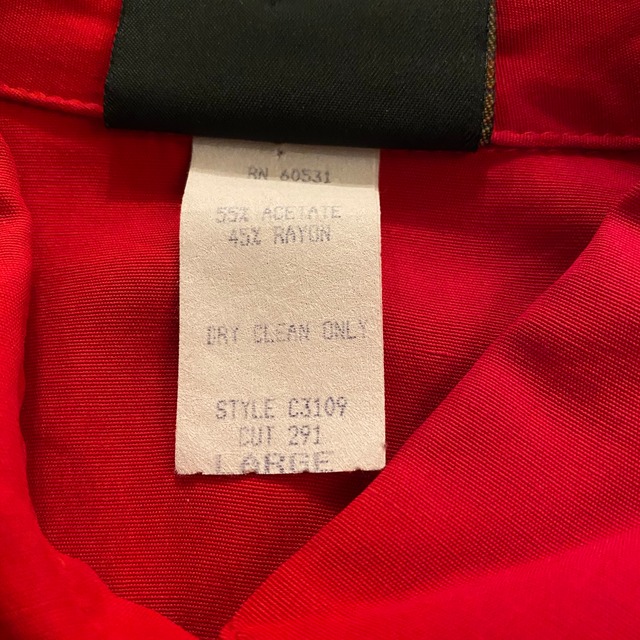 RN 60531
55% ACETATE
45% RAYON
DRY CLEAN ONLY
STYLE C3109
CUT 291
LARGE